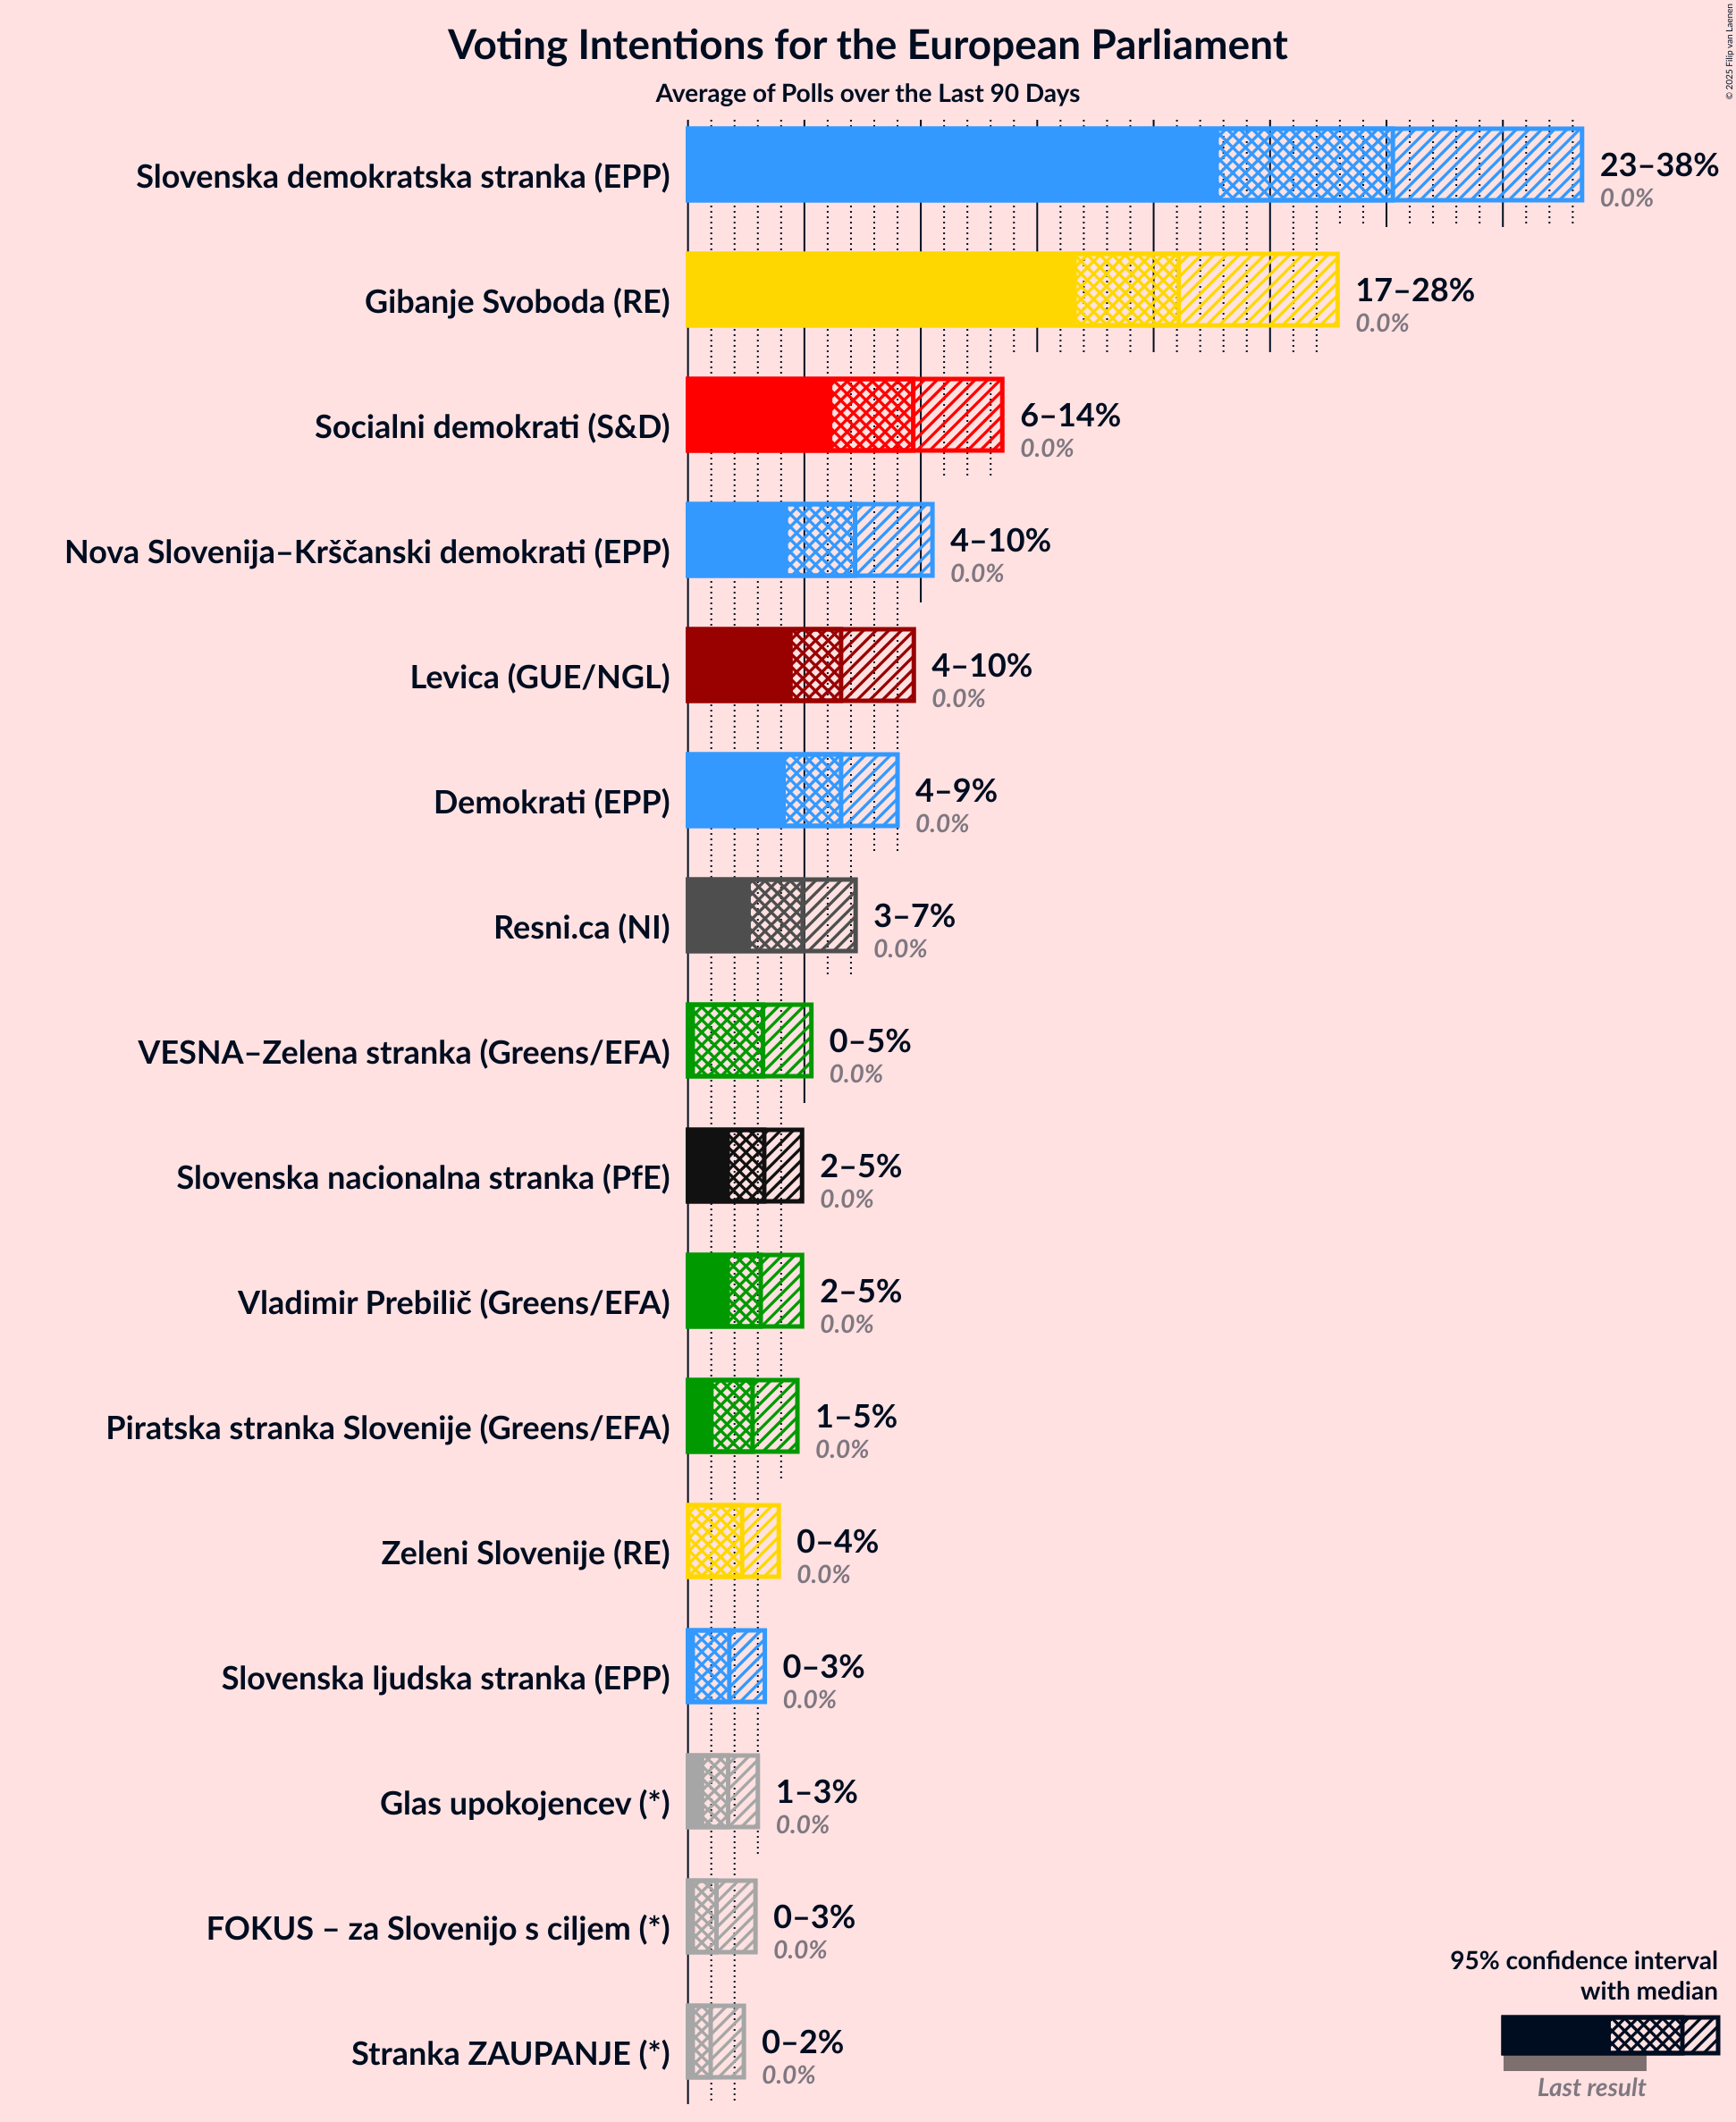 © 2025 Filip van Laenen
Voting Intentions for the European Parliament
Average of Polls over the Last 90 Days
Slovenska demokratska stranka (EPP)
23–38%
0.0%
Gibanje Svoboda (RE)
17–28%
0.0%
Socialni demokrati (S&D)
6–14%
0.0%
Nova Slovenija–Krščanski demokrati (EPP)
4–10%
0.0%
Levica (GUE/NGL)
4–10%
0.0%
Demokrati (EPP)
4–9%
0.0%
Resni.ca (NI)
3–7%
0.0%
VESNA–Zelena stranka (Greens/EFA)
0–5%
0.0%
Slovenska nacionalna stranka (PfE)
2–5%
0.0%
Vladimir Prebilič (Greens/EFA)
2–5%
0.0%
Piratska stranka Slovenije (Greens/EFA)
1–5%
0.0%
Zeleni Slovenije (RE)
0–4%
0.0%
Slovenska ljudska stranka (EPP)
0–3%
0.0%
Glas upokojencev (*)
1–3%
0.0%
FOKUS – za Slovenijo s ciljem (*)
0–3%
0.0%
Stranka ZAUPANJE (*)
0–2%
0.0%
95% confidence interval
with median
Last result